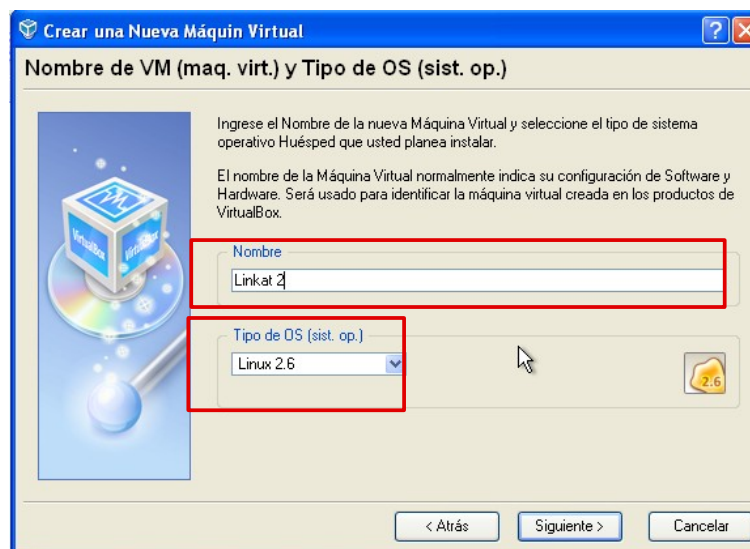 Crear una Nueva Máquin Virtual
Nombre de VM (maq. virt.) y Tipo de OS (sist. op.)
Ingrese el Nombre de la nueva Máquina Virtual y seleccione el tipo de sistema
operativo Huésped que usted planea instalar.
El nombre de la Máquina Virtual normalmente indica su configuración de Software y
Hardware. Será usado para identificar la máquina virtual creada en los productos de
VirtualBox.
VirtualBox
Nombre
Linkat 2
Tipo de OS (sist. op.)
Linux 2.6
2.6
< Atrás
Siguiente >
Cancelar